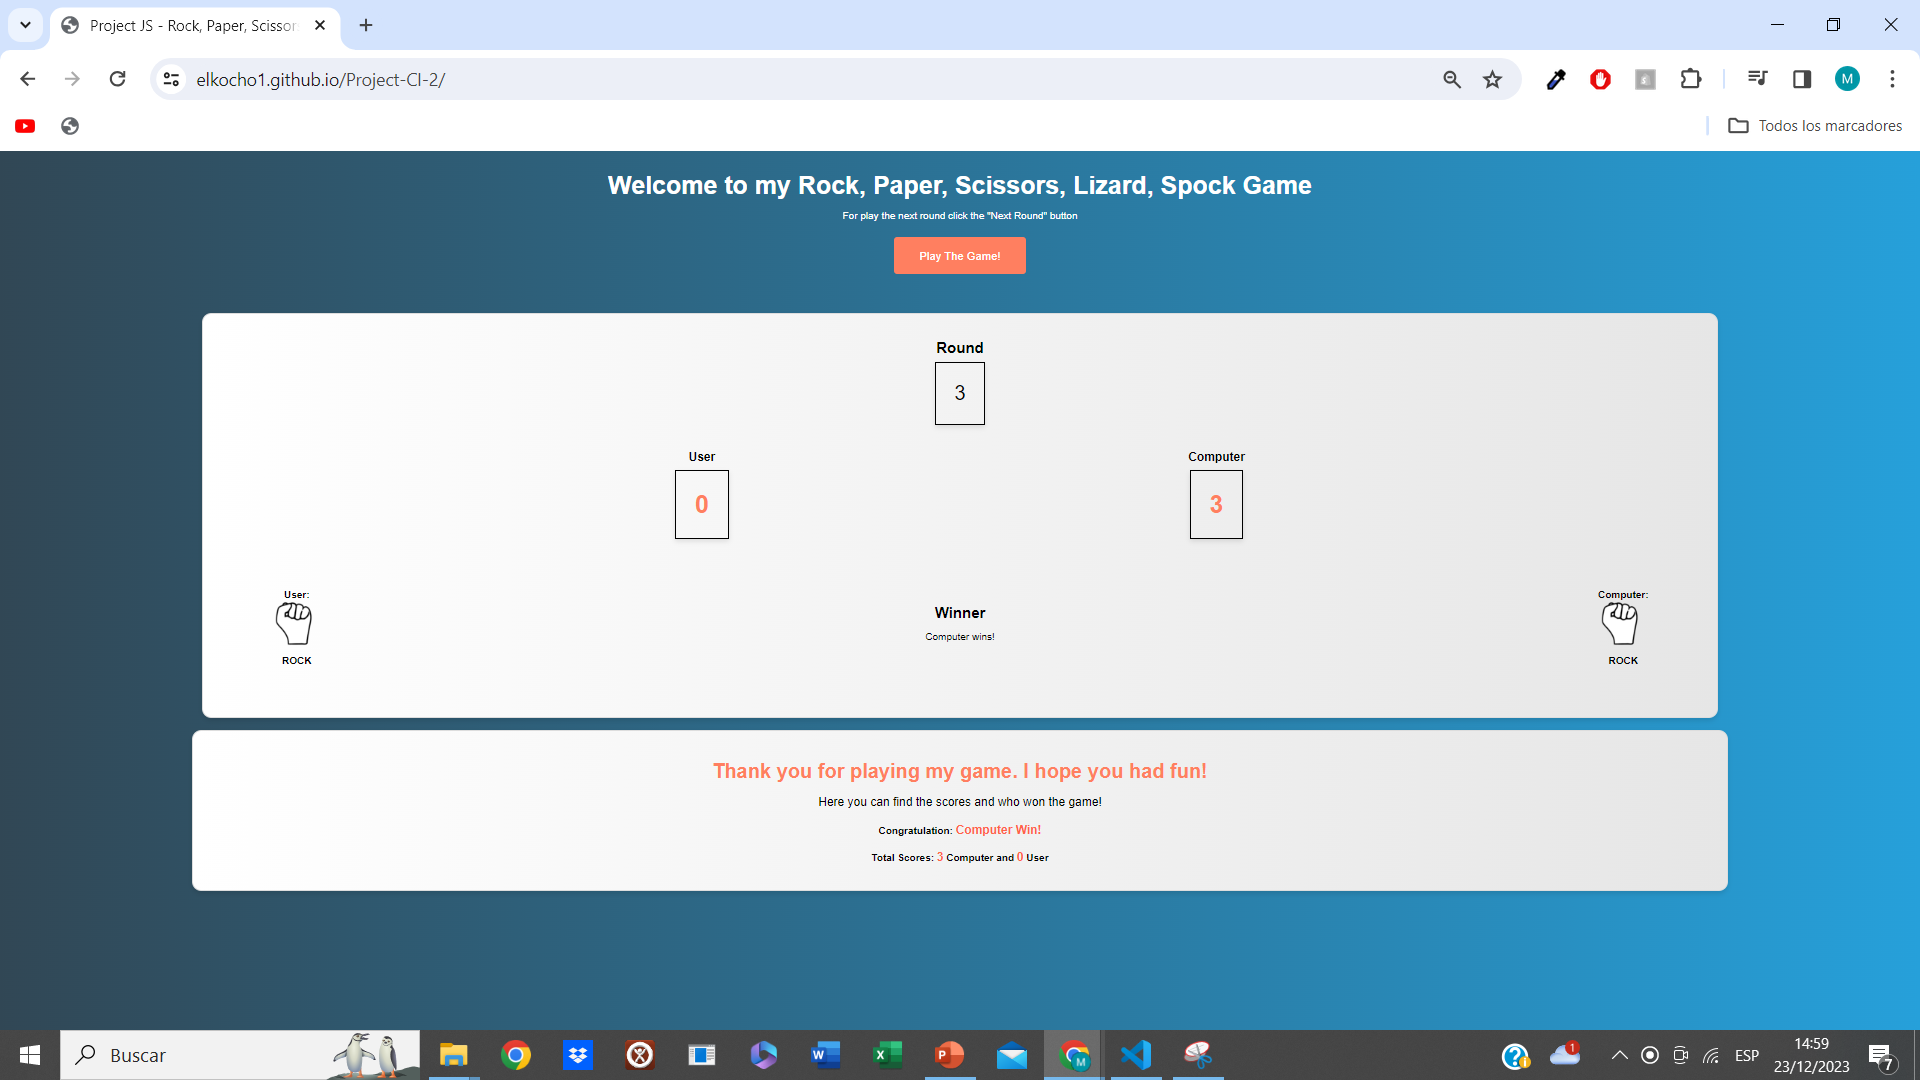 Project JS - Rock, Paper, Scissor
elkocho1.github.io/Project-CI-2/
M
Todos los marcadores
Welcome to my Rock, Paper, Scissors, Lizard, Spock Game
For play the next round click the "Next Round" button
Play The Game!
Round
3
User
Computer
0
3
User:
Computer:
Winner
Computer wins!
ROCK
ROCK
Thank you for playing my game. I hope you had fun!
Here you can find the scores and who won the game!
Congratulation: Computer Win!
Total Scores: 3 Computer and 0 User
Buscar
W
X
P
M
1
ESP
14:59
23/12/2023
7